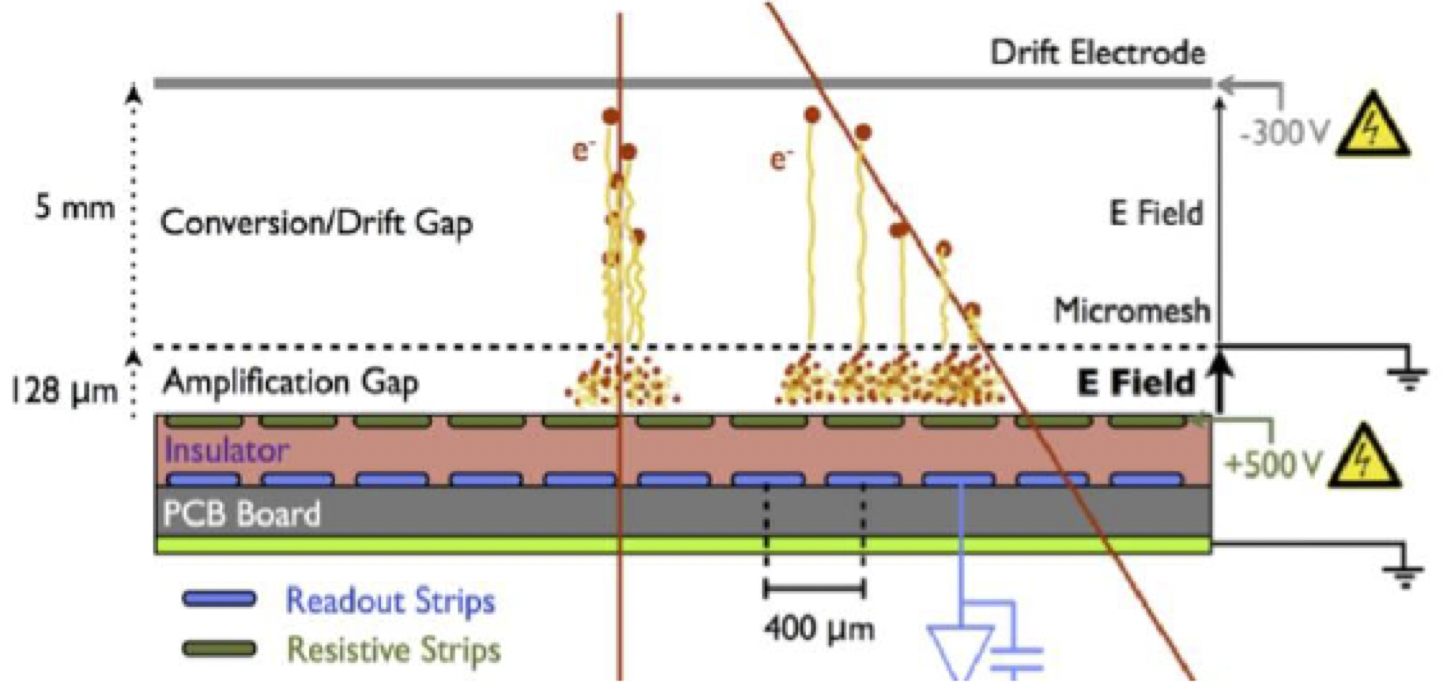 Drift Electrode
-300 V
e-
e-
5 mm
Conversion/Drift Gap
E Field
Micromesh
128 µm
Amplification Gap
E Field
Insulator
+500 V
PCB Board
Readout Strips
400 µm
Resistive Strips